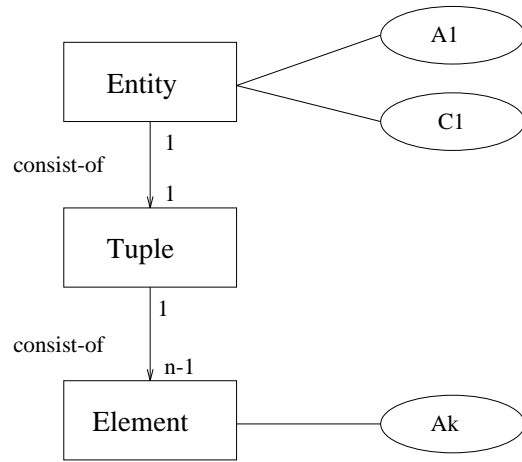 A1
Entity
C1
1
consist-of
1
Tuple
1
consist-of
n-1
Element
Ak